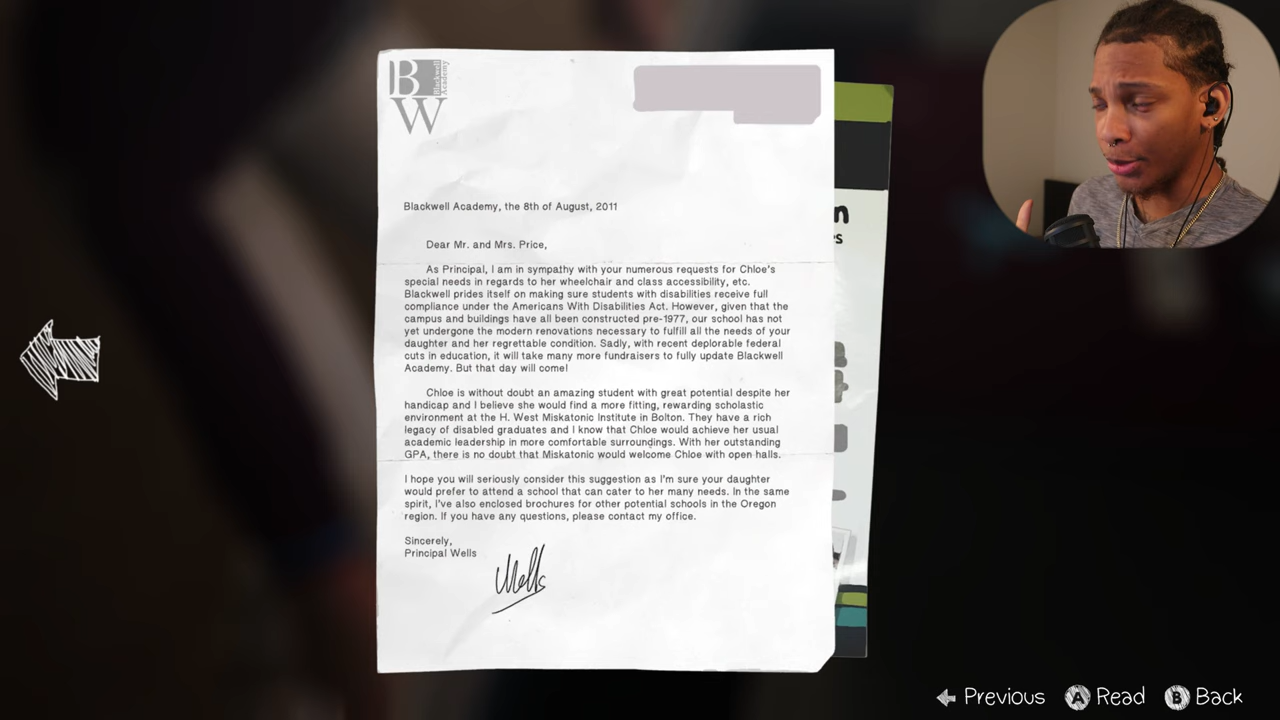 B
Blackwell
Academy
W
Blackwell Academy, the 8th of August, 2011
Dear Mr. and Mrs. Price,
As Principal, I am in sympathy with your numerous requests for Chloe's
special needs in regards to her wheelchair and class accessibility, etc.
Blackwell prides itself on making sure students with disabilities receive full
compliance under the Americans With Disabilities Act. However, given that the
campus and buildings have all been constructed pre-1977, our school has not
yet undergone the modern renovations necessary to fulfill all the needs of your
daughter and her regrettable condition. Sadly, with recent deplorable federal
cuts in education, it will take many more fundraisers to fully update Blackwell
Academy. But that day will come!
Chloe is without doubt an amazing student with great potential despite her
handicap and I believe she would find a more fitting, rewarding scholastic
environment at the H. West Miskatonic Institute in Bolton. They have a rich
legacy of disabled graduates and I know that Chloe would achieve her usual
academic leadership in more comfortable surroundings. With her outstanding
GPA, there is no doubt that Miskatonic would welcome Chloe with open halls.
I hope you will seriously consider this suggestion as I'm sure your daughter
would prefer to attend a school that can cater to her many needs. In the same
spirit, I've also enclosed brochures for other potential schools in the Oregon
region. If you have any questions, please contact my office.
Sincerely,
Principal Wells
Wells
Previous A Read B Back